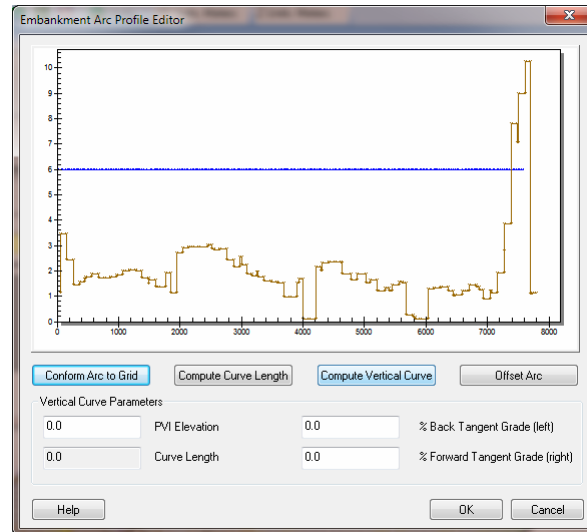 Embankment Arc Profile Editor
10
9
8
7
6
5
4
3
2
1
0
0 1000 2000 3000 4000 5000 6000 7000 8000
Conform Arc to Grid Compute Curve Length Compute Vertical Curve Offset Arc
Vertical Curve Parameters
0.0 PVI Elevation 0.0 % Back Tangent Grade (left)
0.0 Curve Length 0.0 % Forward Tangent Grade (right)
Help OK Cancel